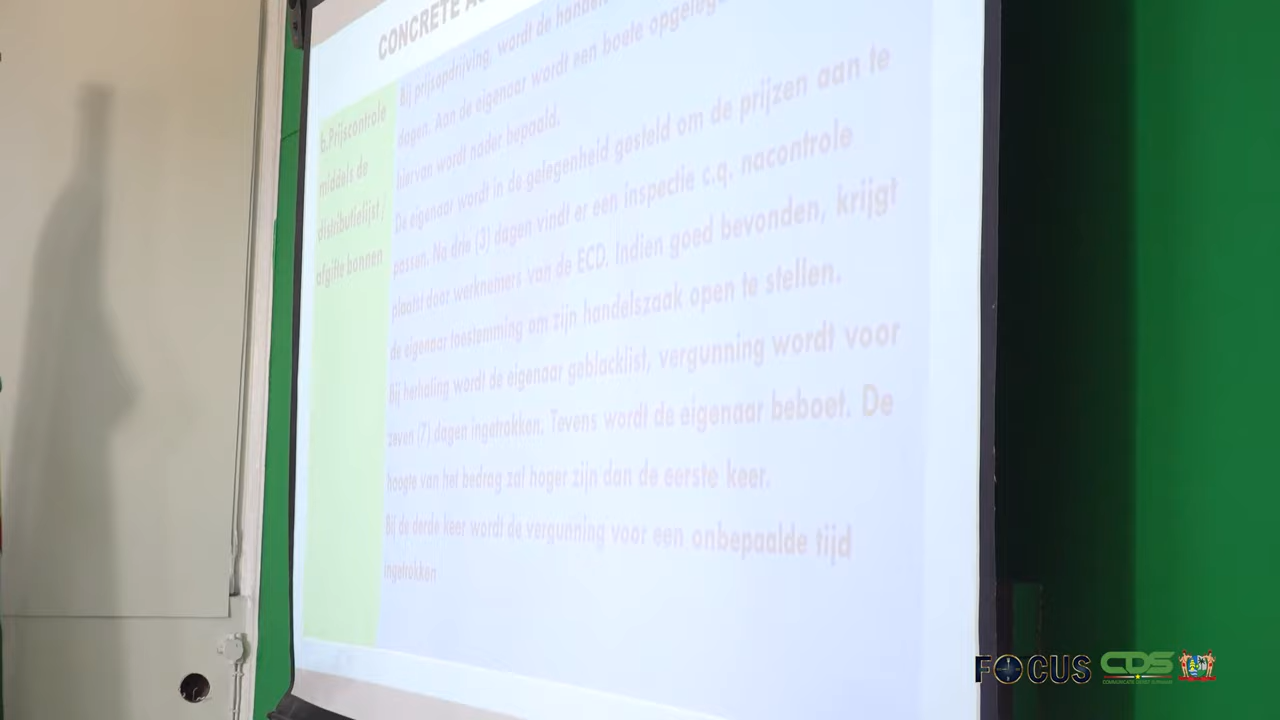 CONCRETE
6.Prijscontrole
middels de
distributielijst/
afgifte bonnen
Bij prijsopdrijving, wordt de
dagen. Aan de eigenaar wordt een boete
hiervan wordt nader bepaald.
De eigenaar wordt in de gelegenheid gesteld om de prijzen aan te
passen. Na drie (3) dagen vindt er een inspectie c.q. nacontrole
plaatst door werknemers van de ECD. Indien goed bevonden, krijgt
de eigenaar toestemming om zijn handelszaak open te stellen.
Bij herhaling wordt de eigenaar geblacklist, vergunning wordt voor
zeven (7) dagen ingetrokken. Tevens wordt de eigenaar beboet. De
hoogte van het bedrag zal hoger zijn dan de eerste keer.
Bij de derde keer wordt de vergunning voor een onbepaalde tijd
ingetrokken
FOCUS
CDS